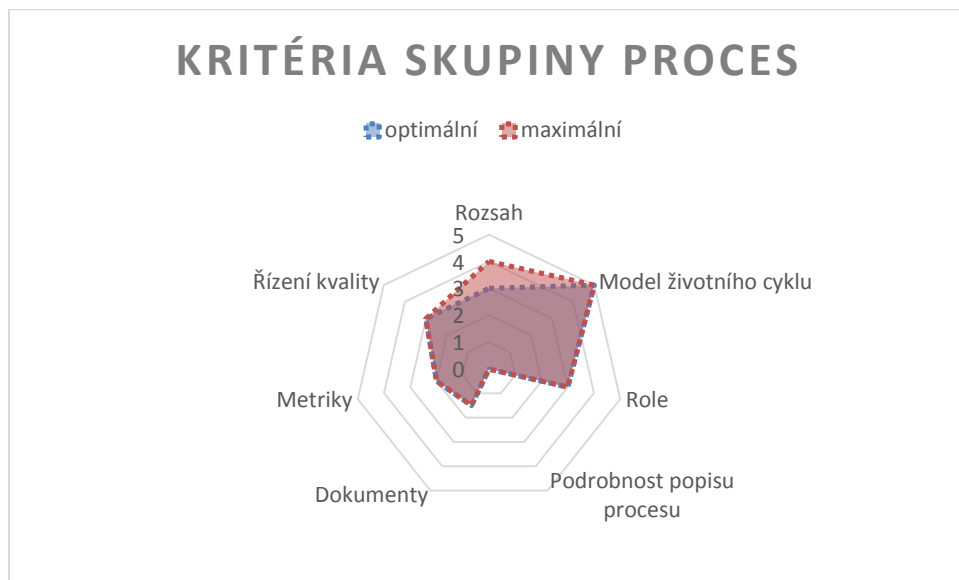 KRITÉRIA SKUPINY PROCES
optimální maximální
Rozsah
5
4
3
2
1
0
Model životního cyklu
Role
Podrobnost popisu
procesu
Dokumenty
Metriky
Řízení kvality